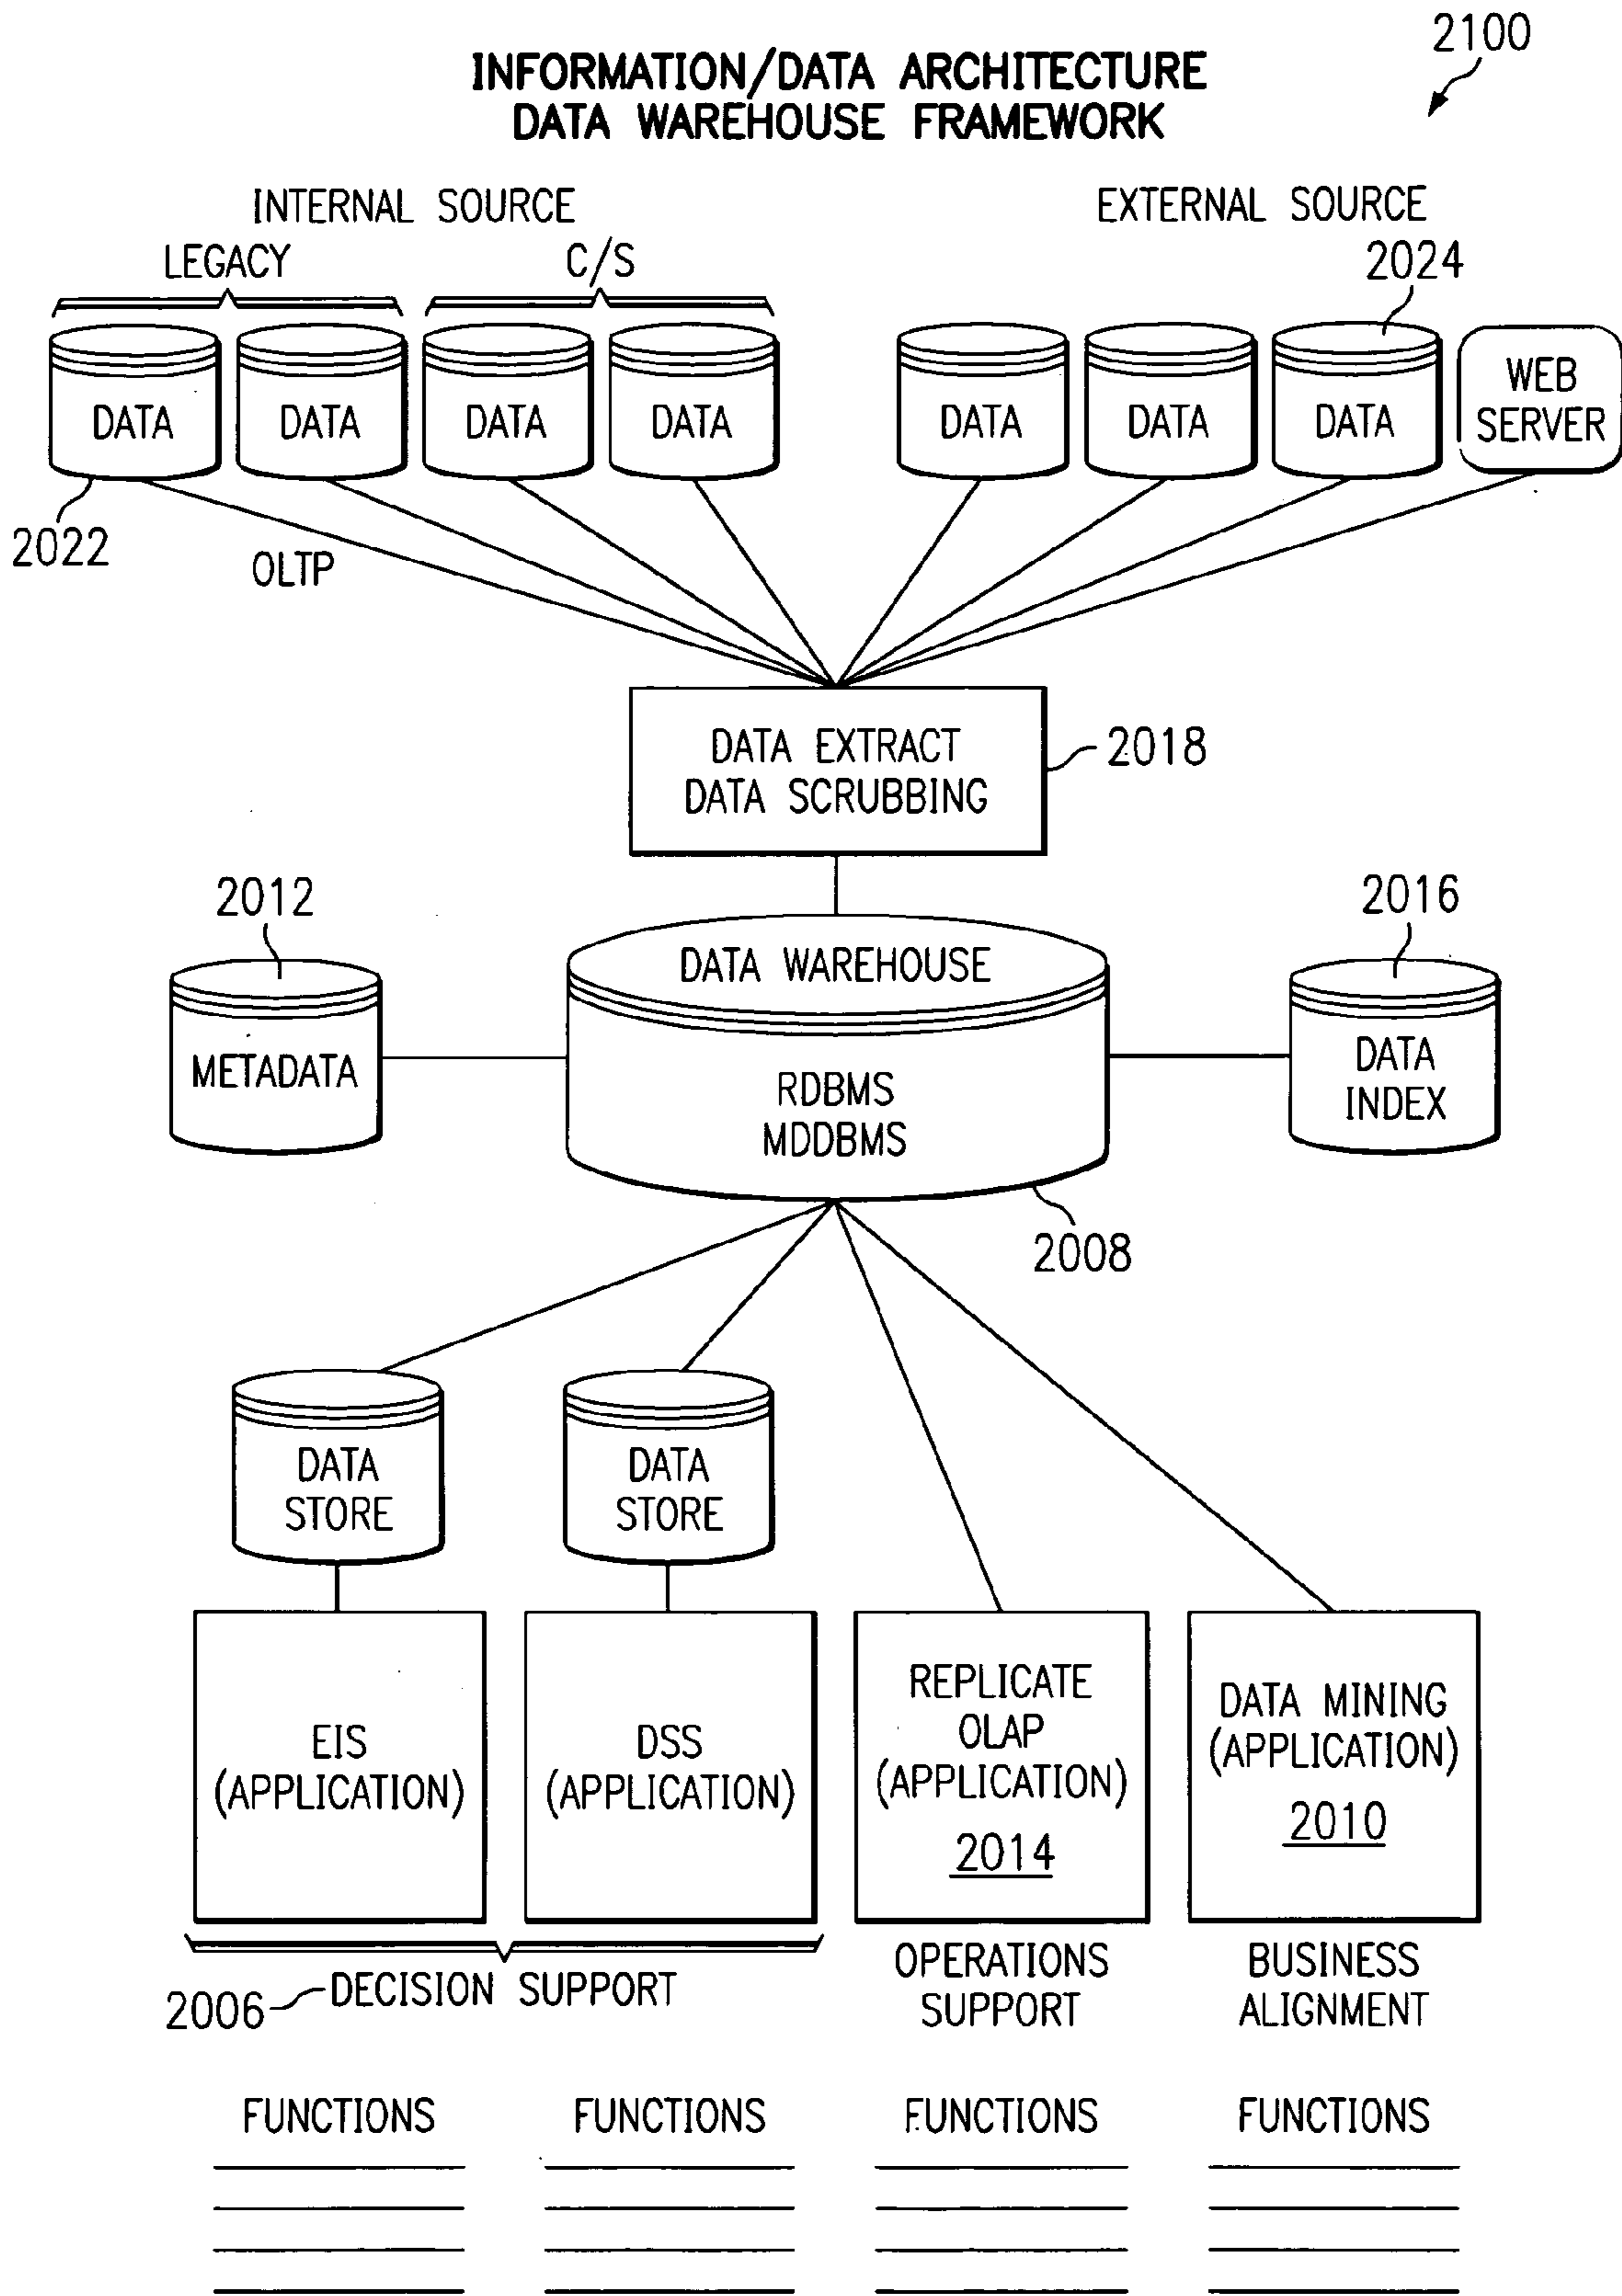 2100
INFORMATION/DATA ARCHITECTURE
DATA WAREHOUSE FRAMEWORK
INTERNAL SOURCE
EXTERNAL SOURCE
LEGACY
C/S
2024
DATA
DATA
DATA
DATA
DATA
DATA
DATA
WEB
SERVER
2022
OLTP
DATA EXTRACT
DATA SCRUBBING
2018
2012
2016
DATA WAREHOUSE
METADATA
RDBMS
MDDBMS
DATA
INDEX
2008
DATA
STORE
DATA
STORE
EIS
(APPLICATION)
DSS
(APPLICATION)
REPLICATE
OLAP
(APPLICATION)
2014
DATA MINING
(APPLICATION)
2010
2006
DECISION SUPPORT
OPERATIONS
SUPPORT
BUSINESS
ALIGNMENT
FUNCTIONS
FUNCTIONS
FUNCTIONS
FUNCTIONS